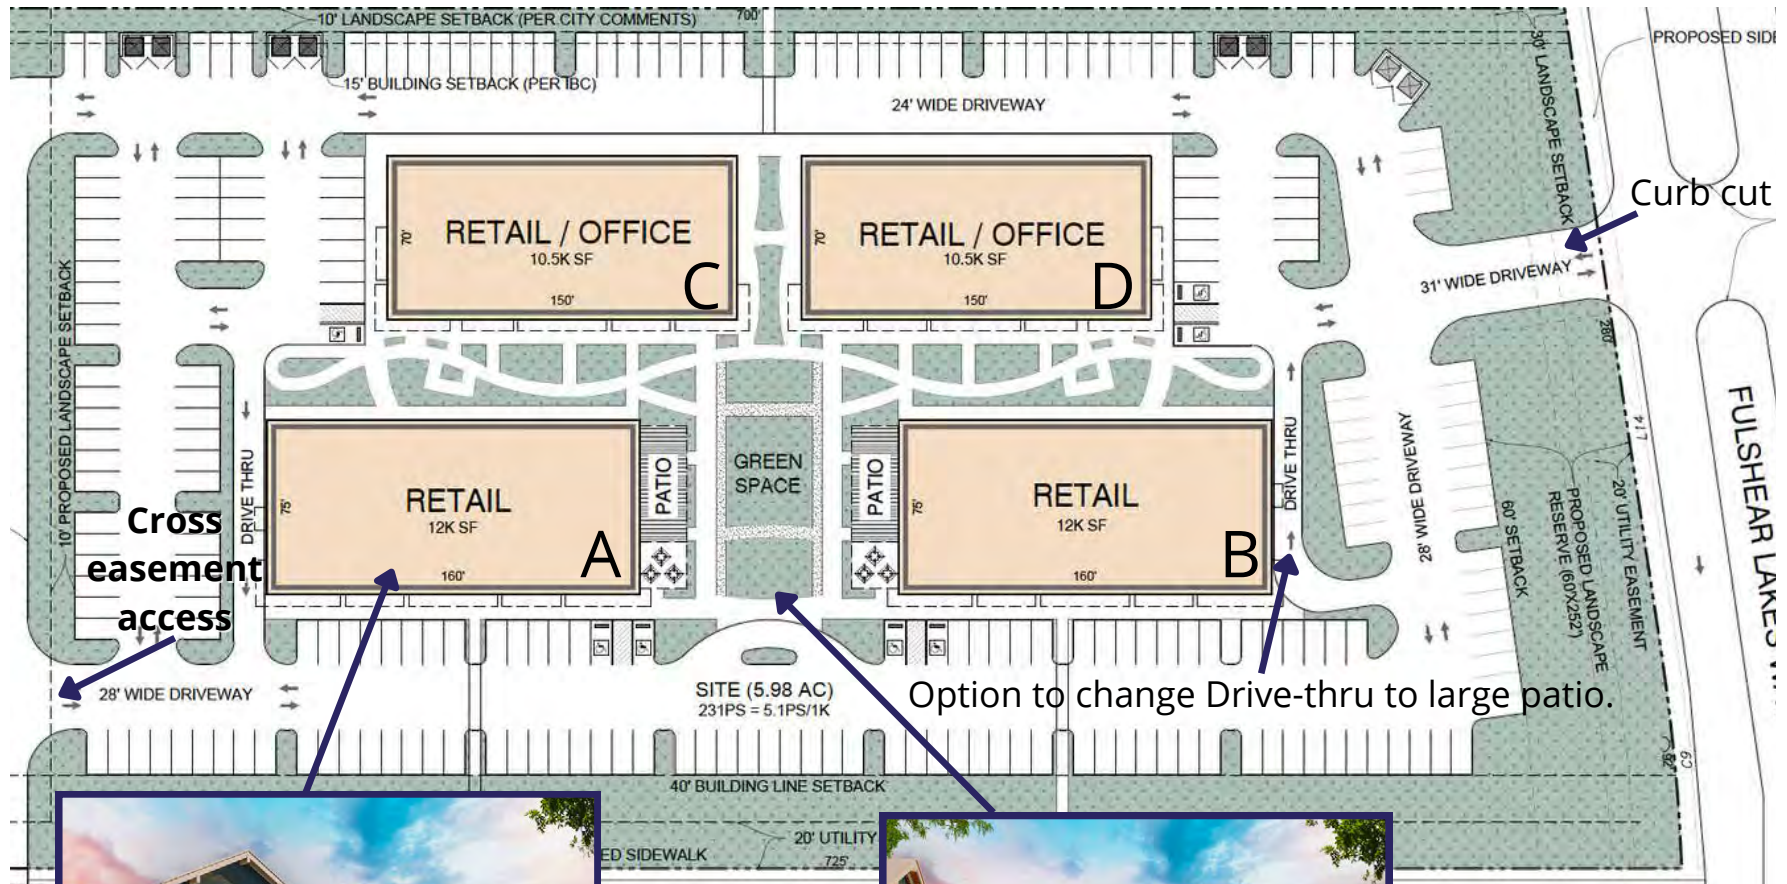 10' LANDSCAPE SETBACK (PER CITY COMMENTS)
700'
PROPOSED
30' LANDSCAPE SETBACK
15' BUILDING SETBACK (PER IBC)
24' WIDE DRIVEWAY
Curb cut
RETAIL / OFFICE
10.5K SF
70'
150'
C
RETAIL / OFFICE
10.5K SF
70'
150'
D
31' WIDE DRIVEWAY
280'
10' PROPOSED LANDSCAPE SETBACK
Cross
easement
access
DRIVE THRU
RETAIL
12K SF
75'
160'
A
PATIO
GREEN
SPACE
PATIO
RETAIL
12K SF
75'
160'
B
DRIVE THRU
28' WIDE DRIVEWAY
60' SETBACK
PROPOSED LANDSCAPE
RESERVE (60'X252')
20' UTILITY EASEMENT
FULSHEAR LAKES
28' WIDE DRIVEWAY
SITE (5.98 AC)
231PS = 5.1PS/1K
Option to change Drive-thru to large patio.
40' BUILDING LINE SETBACK
20' UTILITY
SIDEWALK
725'